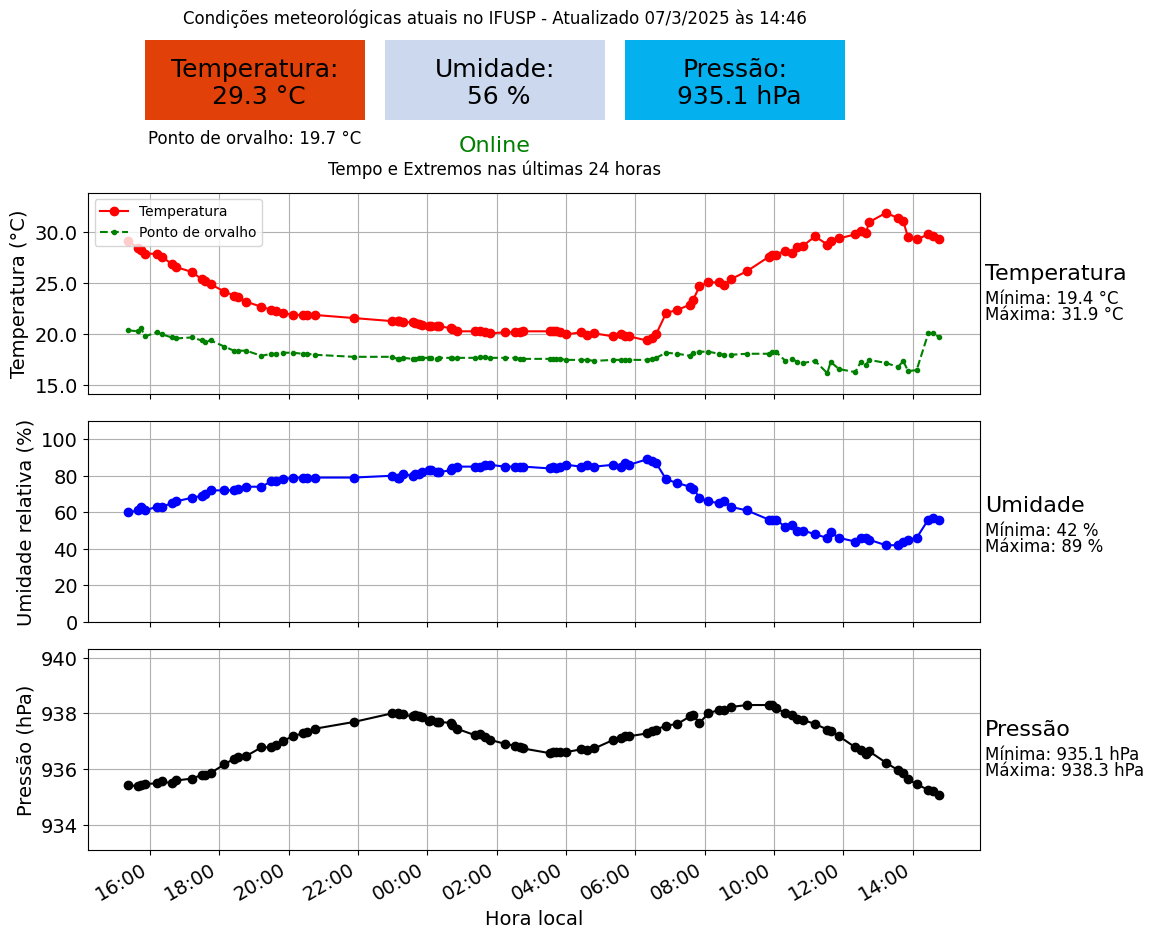 Condições meteorológicas atuais no IFUSP - Atualizado 07/3/2025 às 14:46
Temperatura:
29.3 °C
Umidade:
56 %
Pressão:
935.1 hPa
Ponto de orvalho: 19.7 °C
Online
Tempo e Extremos nas últimas 24 horas
Temperatura
Ponto de orvalho
Temperatura (°C)
30.0
25.0
20.0
15.0
Temperatura
Mínima: 19.4 °C
Máxima: 31.9 °C
Umidade relativa (%)
100
80
60
40
20
0
Umidade
Mínima: 42 %
Máxima: 89 %
Pressão (hPa)
940
938
936
934
Pressão
Mínima: 935.1 hPa
Máxima: 938.3 hPa
16:00
18:00
20:00
22:00
00:00
02:00
04:00
06:00
08:00
10:00
12:00
14:00
Hora local